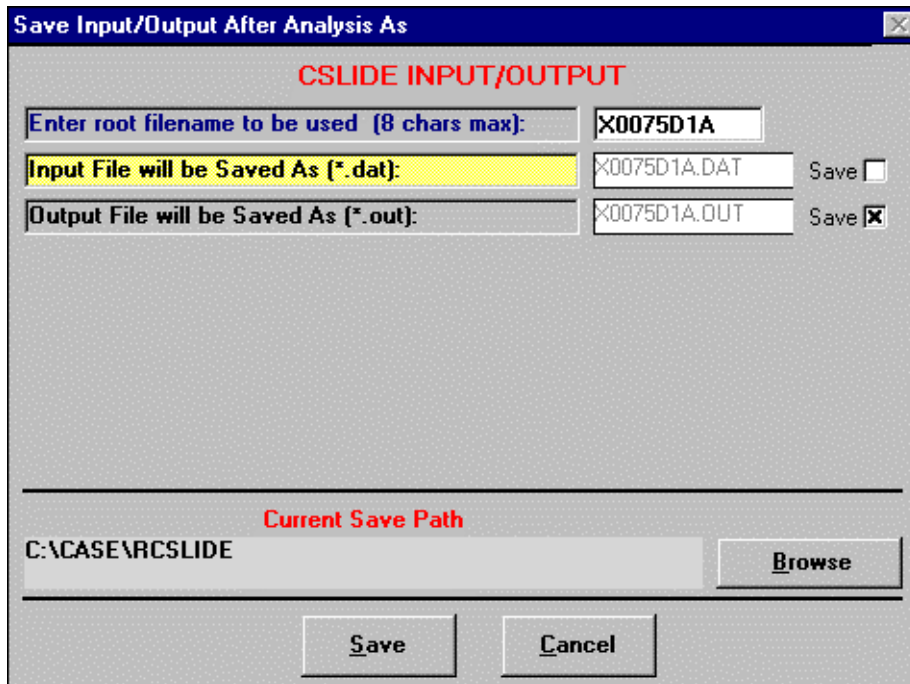 Save Input/Output After Analysis As
CSLIDE INPUT/OUTPUT
Enter root filename to be used (8 chars max): X0075D1A
Input File will be Saved As (*.dat): X0075D1A.DAT Save
Output File will be Saved As (*.out): X0075D1A.OUT Save
Current Save Path
C:\CASE\RCSLIDE
Browse
Save Cancel